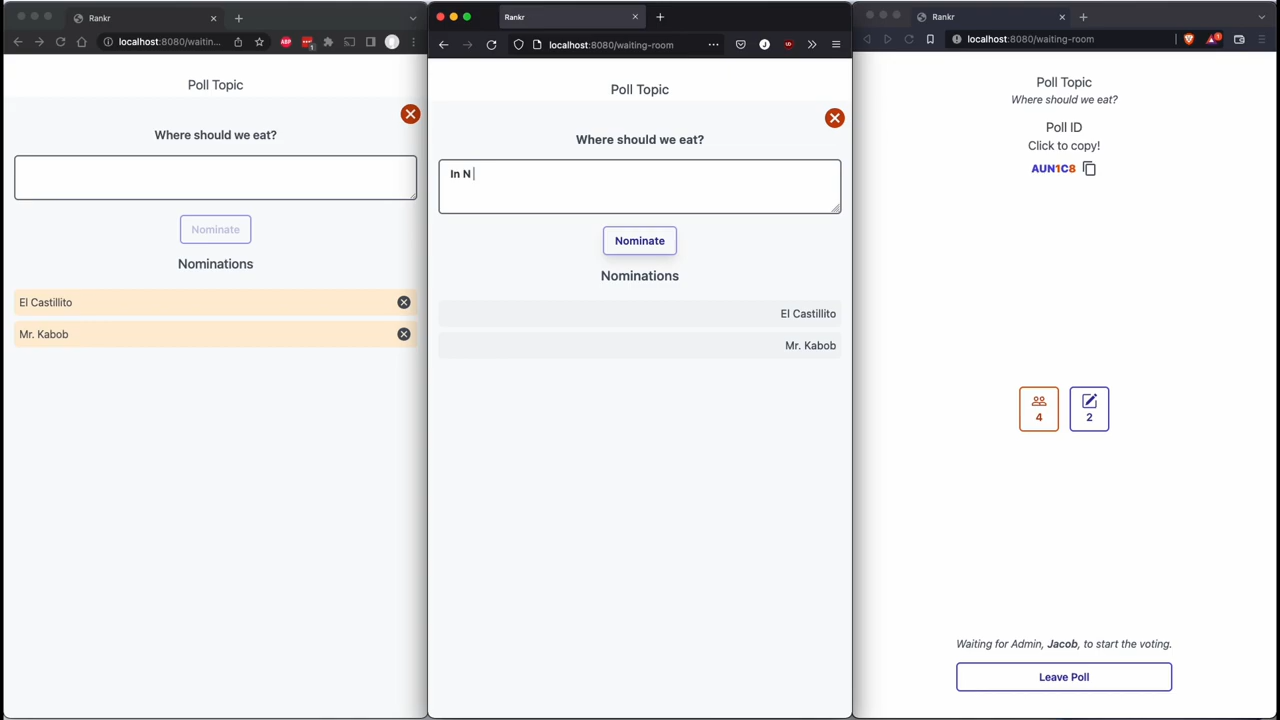 Rankr
localhost:8080/waitin...
1
Poll Topic
Where should we eat?
Nominate
Nominations
El Castillito
Mr. Kabob
Rankr
localhost:8080/waiting-room
Poll Topic
Where should we eat?
In N
Nominate
Nominations
El Castillito
Mr. Kabob
Rankr
localhost:8080/waiting-room
1
Poll Topic
Where should we eat?
Poll ID
Click to copy!
AUN1C8
4
2
Waiting for Admin, Jacob, to start the voting.
Leave Poll